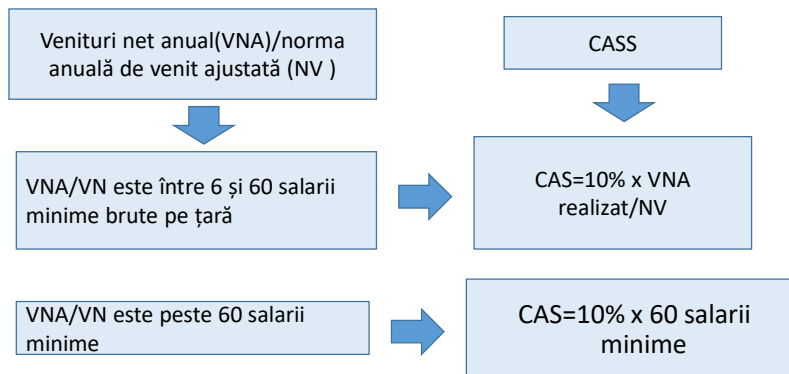 Venituri net anual(VNA)/norma
anuală de venit ajustată (NV )
CASS
VNA/VN este între 6 și 60 salarii
minime brute pe țară
CAS=10% x VNA
realizat/NV
VNA/VN este peste 60 salarii
minime
CAS=10% x 60 salarii
minime